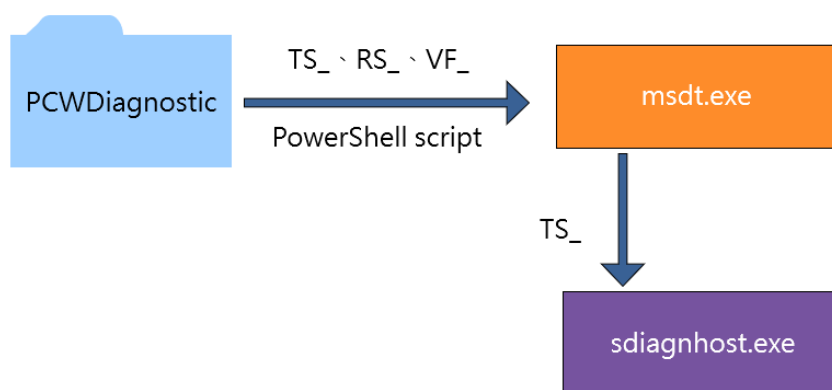 TS_、RS_、VF_
PCWDiagnostic
msdt.exe
PowerShell script
TS_
sdiagnhost.exe